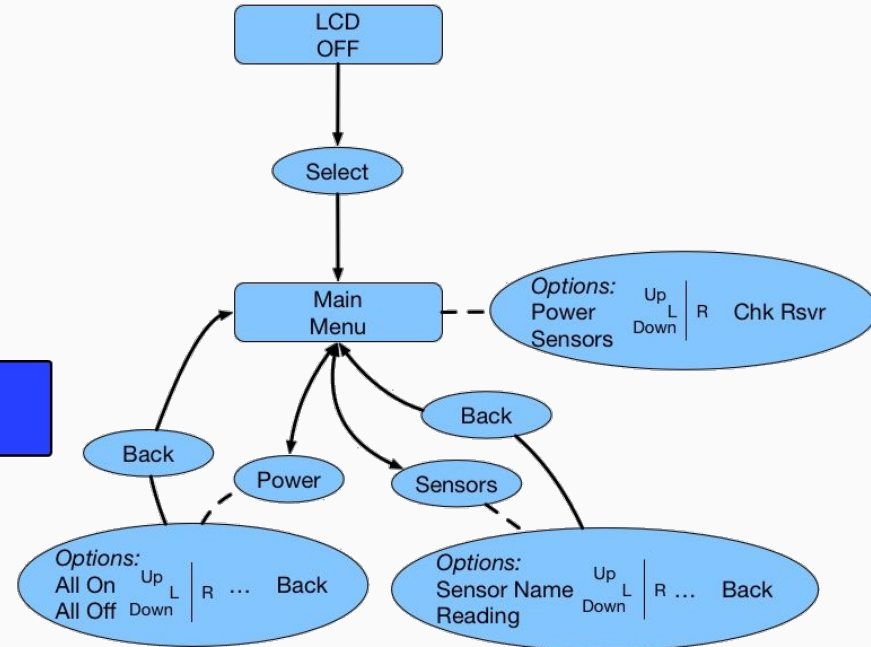 LCD
OFF
Select
Main
Menu
Options:
Power
Sensors
Up
L
Down
R
Chk Rsvr
Back
Back
Power
Sensors
Options:
All On
All Off
Up
L
Down
R
...
Back
Options:
Sensor Name
Reading
Up
L
Down
R
...
Back